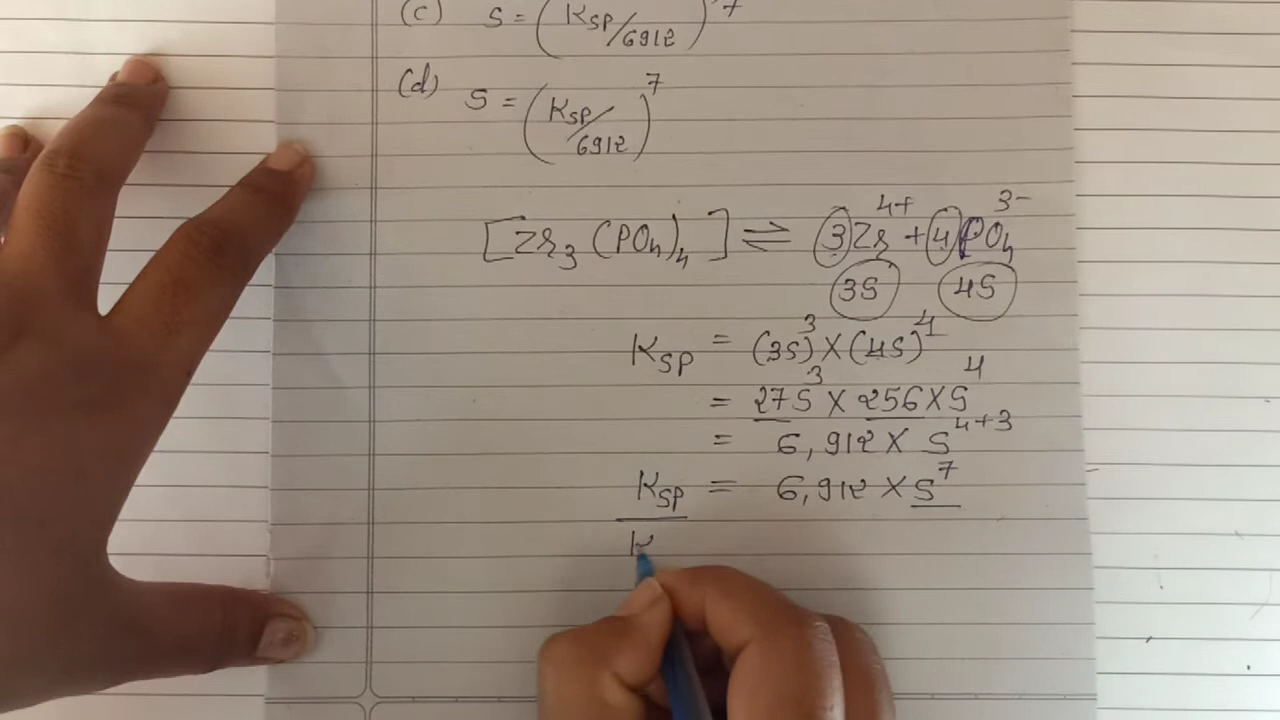 (c) S = (KSP/6912)^1/7
(d) S = (KSP/6912)^7
[Zr3(PO4)4] ⇌ 3Zr^4+ + 4PO4^3-
3S 4S
KSP = (3S)^3 × (4S)^4
= 27S^3 × 256 × S^4
= 6,912 × S^4+3
KSP = 6,912 × S^7
K